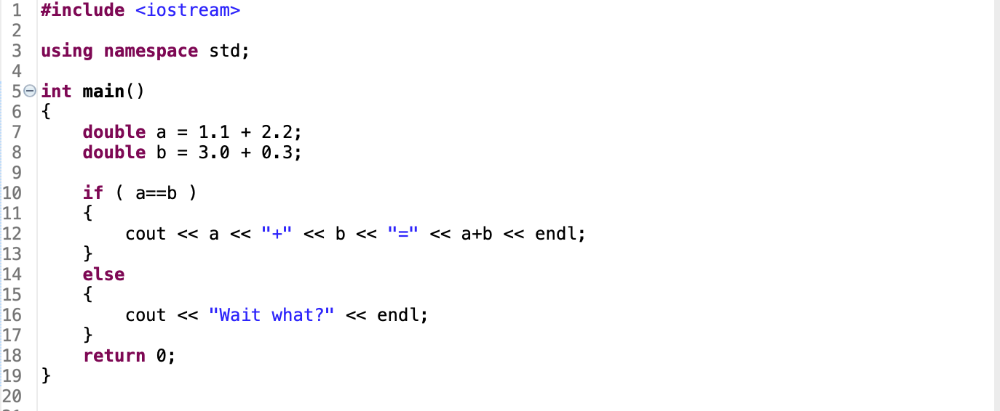 1 #include <iostream>
2
3 using namespace std;
4
5 int main()
6 {
7     double a = 1.1 + 2.2;
8     double b = 3.0 + 0.3;
9
10     if ( a==b )
11     {
12         cout << a << "+" << b << "=" << a+b << endl;
13     }
14     else
15     {
16         cout << "Wait what?" << endl;
17     }
18     return 0;
19 }
20